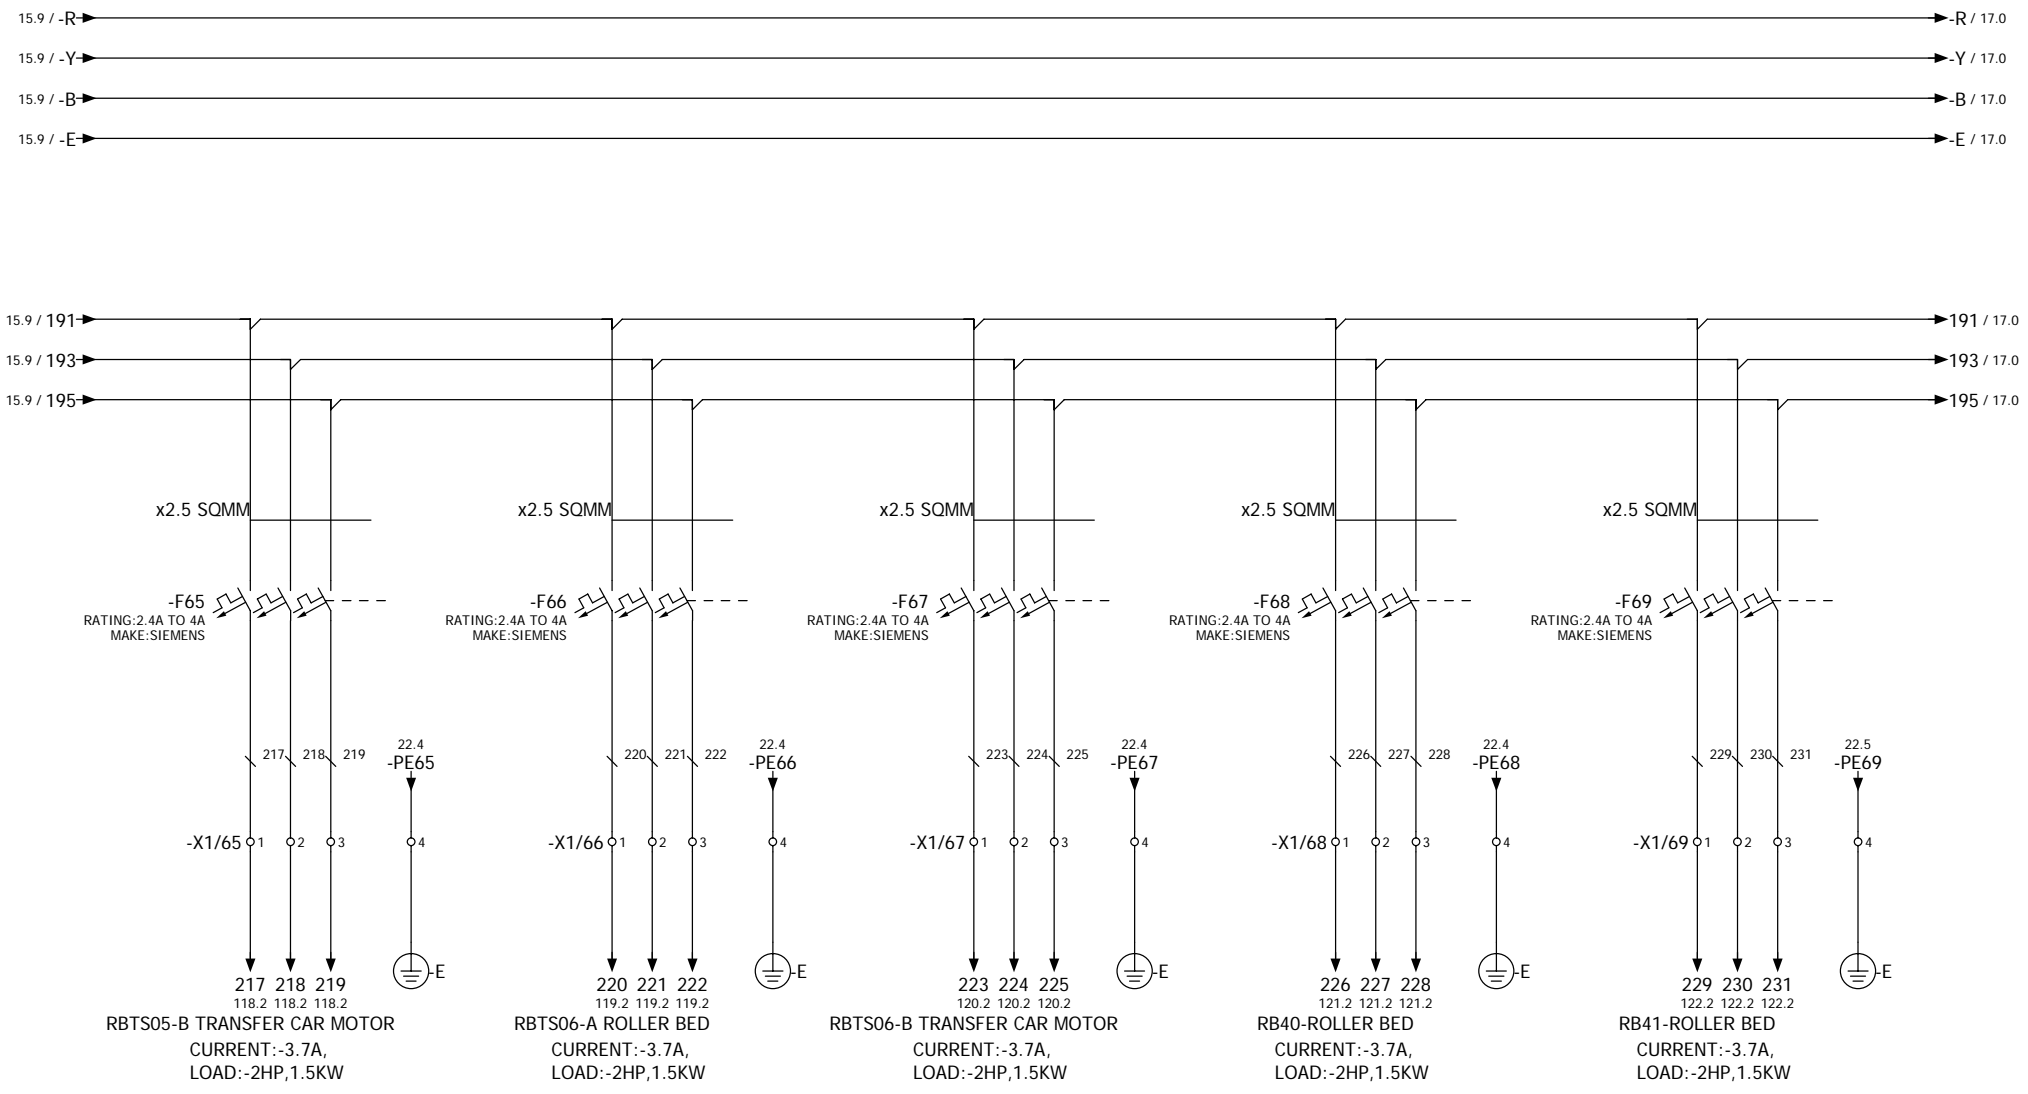 15.9 / -R -R / 17.0
15.9 / -Y -Y / 17.0
15.9 / -B -B / 17.0
15.9 / -E -E / 17.0
15.9 / 191 191 / 17.0
15.9 / 193 193 / 17.0
15.9 / 195 195 / 17.0
x2.5 SQMM x2.5 SQMM x2.5 SQMM x2.5 SQMM x2.5 SQMM
-F65 -F66 -F67 -F68 -F69
RATING:2.4A TO 4A RATING:2.4A TO 4A RATING:2.4A TO 4A RATING:2.4A TO 4A RATING:2.4A TO 4A
MAKE:SIEMENS MAKE:SIEMENS MAKE:SIEMENS MAKE:SIEMENS MAKE:SIEMENS
22.4 22.4 22.4 22.4 22.5
217 218 219 -PE65 220 221 222 -PE66 223 224 225 -PE67 226 227 228 -PE68 229 230 231 -PE69
-X1/65 1 2 3 4 -X1/66 1 2 3 4 -X1/67 1 2 3 4 -X1/68 1 2 3 4 -X1/69 1 2 3 4
-E -E -E -E -E
217 218 219 220 221 222 223 224 225 226 227 228 229 230 231
118.2 118.2 118.2 119.2 119.2 119.2 120.2 120.2 120.2 121.2 121.2 121.2 122.2 122.2 122.2
RBTS05-B TRANSFER CAR MOTOR RBTS06-A ROLLER BED RBTS06-B TRANSFER CAR MOTOR RB40-ROLLER BED RB41-ROLLER BED
CURRENT:-3.7A, CURRENT:-3.7A, CURRENT:-3.7A, CURRENT:-3.7A, CURRENT:-3.7A,
LOAD:-2HP,1.5KW LOAD:-2HP,1.5KW LOAD:-2HP,1.5KW LOAD:-2HP,1.5KW LOAD:-2HP,1.5KW